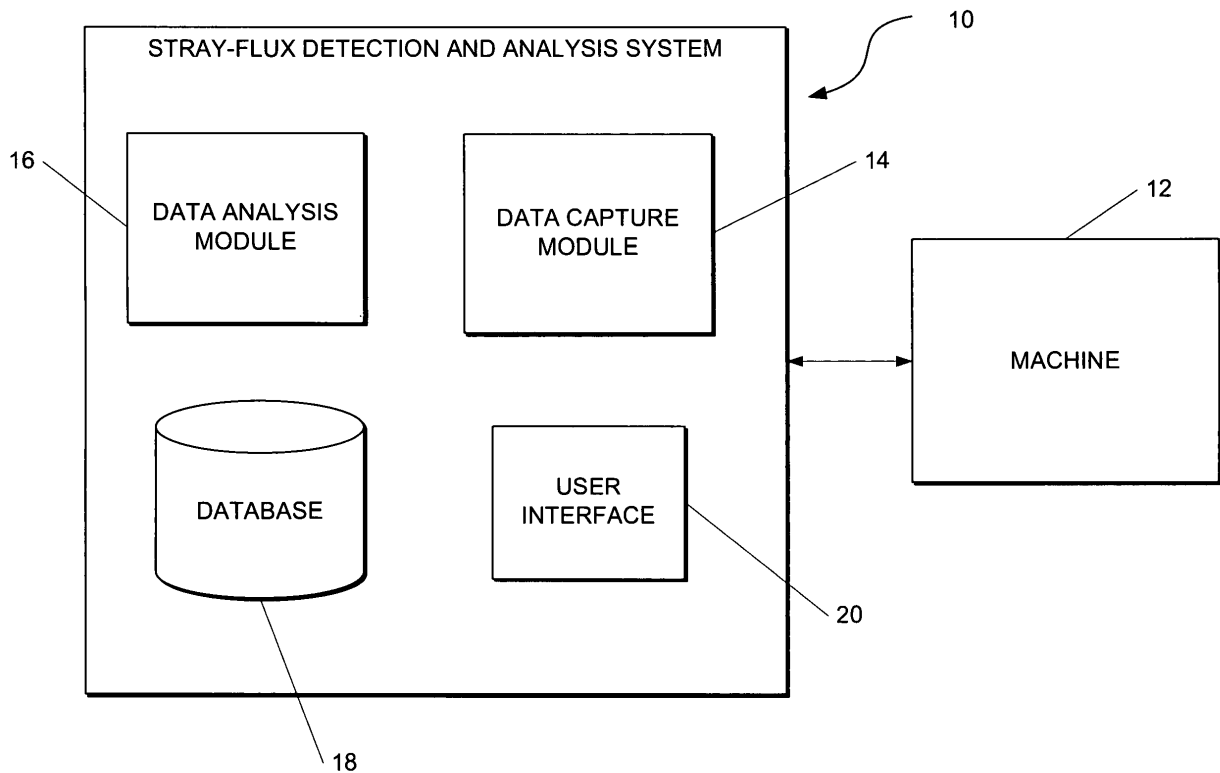 10
STRAY-FLUX DETECTION AND ANALYSIS SYSTEM
16
14
12
DATA ANALYSIS
MODULE
DATA CAPTURE
MODULE
MACHINE
DATABASE
USER
INTERFACE
20
18